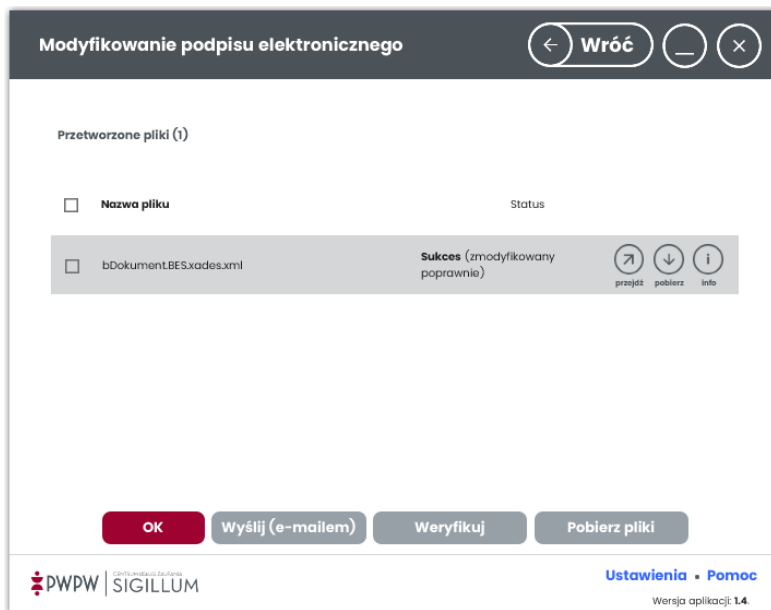 Modyfikowanie podpisu elektronicznego
Wróć
Przetworzone pliki (1)
Nazwa pliku Status
bDokument.BES.xades.xml Sukces (zmodyfikowany
poprawnie)
przejdź pobierz info
OK Wyślij (e-mailem) Weryfikuj Pobierz pliki
PWPW SIGILLUM
Ustawienia • Pomoc
Wersja aplikacji: 1.4.